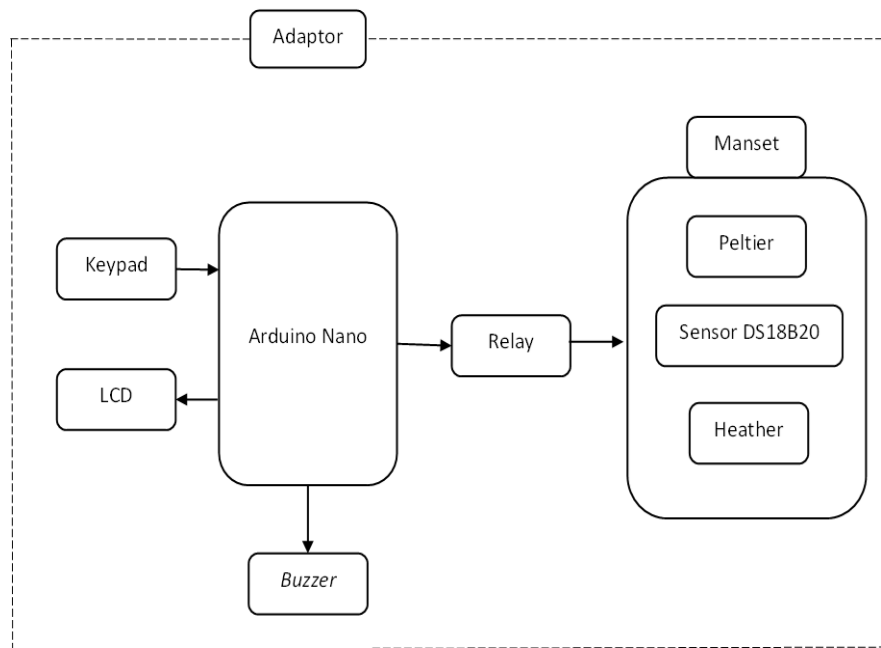 Adaptor
Manset
Peltier
Keypad
Arduino Nano
Relay
Sensor DS18B20
LCD
Heather
Buzzer